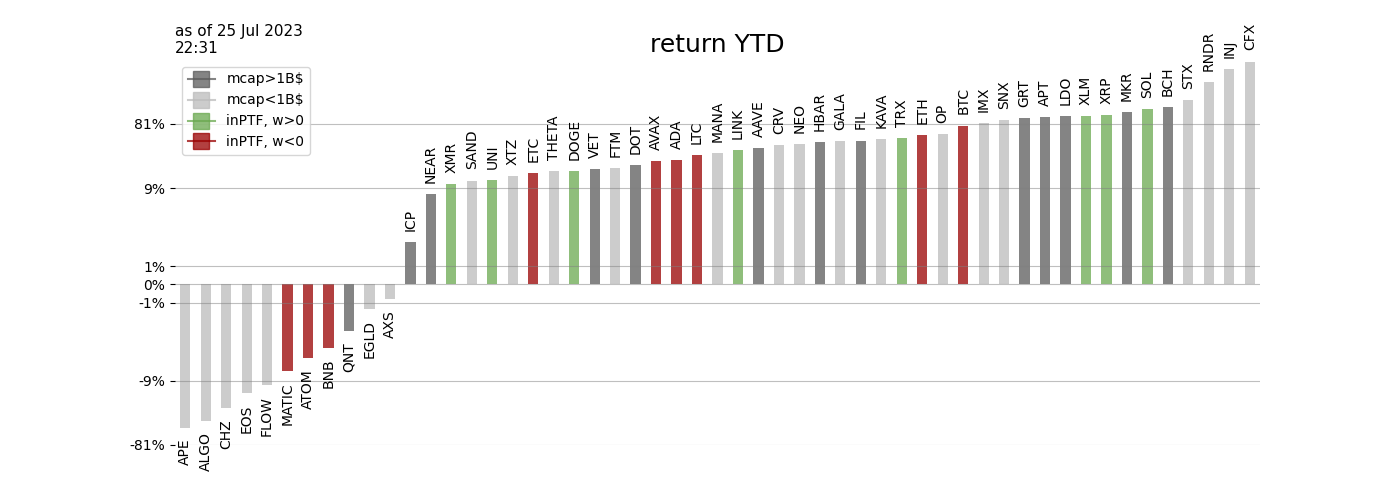 as of 25 Jul 2023
22:31
return YTD
mcap>1B$
mcap<1B$
inPTF, w>0
inPTF, w<0
81%
9%
1%
0%
-1%
-9%
-81%
APE
ALGO
CHZ
EOS
FLOW
MATIC
ATOM
BNB
QNT
EGLD
AXS
ICP
NEAR
XMR
SAND
UNI
XTZ
ETC
THETA
DOGE
VET
FTM
DOT
AVAX
ADA
LTC
MANA
LINK
AAVE
CRV
NEO
HBAR
GALA
FIL
KAVA
TRX
ETH
OP
BTC
IMX
SNX
GRT
APT
LDO
XLM
XRP
MKR
SOL
BCH
STX
RNDR
INJ
CFX